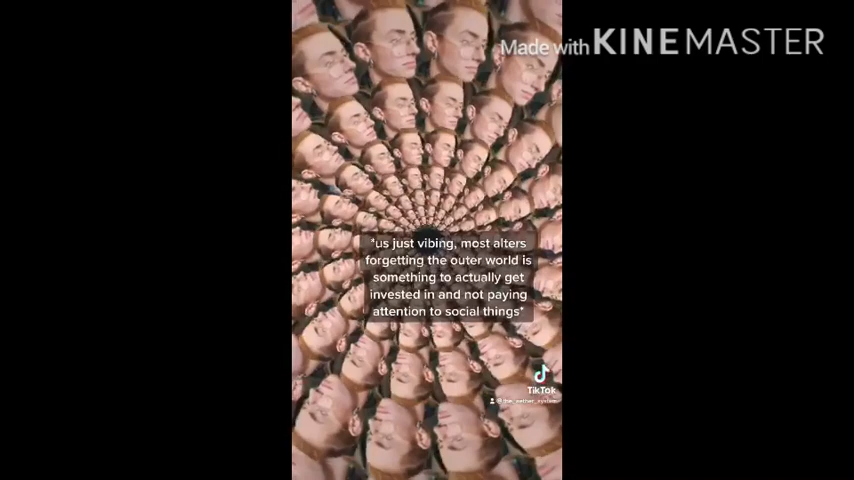 Made with KINEMASTER
*us just vibing, most alters
forgetting the outer world is
something to actually get
invested in and not paying
attention to social things*
TikTok